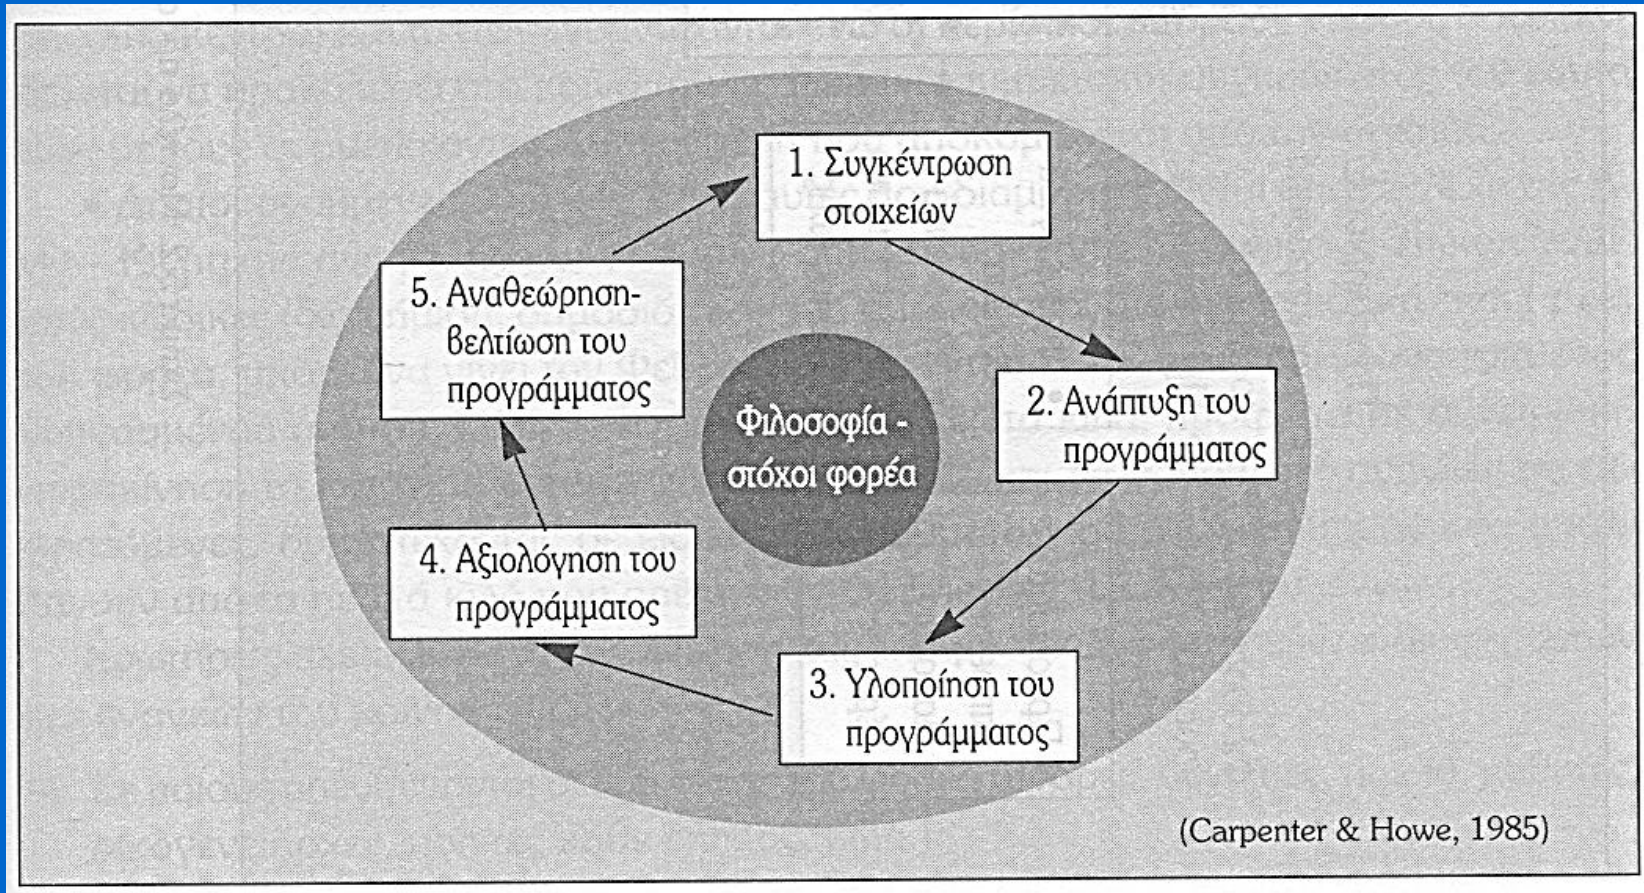 1. Συγκέντρωση
στοιχείων
2. Ανάπτυξη του
προγράμματος
3. Υλοποίηση του
προγράμματος
4. Αξιολόγηση του
προγράμματος
5. Αναθεώρηση-
βελτίωση του
προγράμματος
Φιλοσοφία -
στόχοι φορέα
(Carpenter & Howe, 1985)